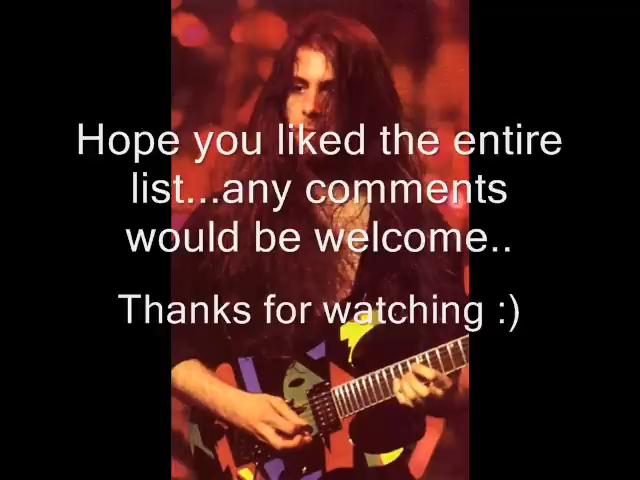 Hope you liked the entire
list...any comments
would be welcome..
Thanks for watching :)